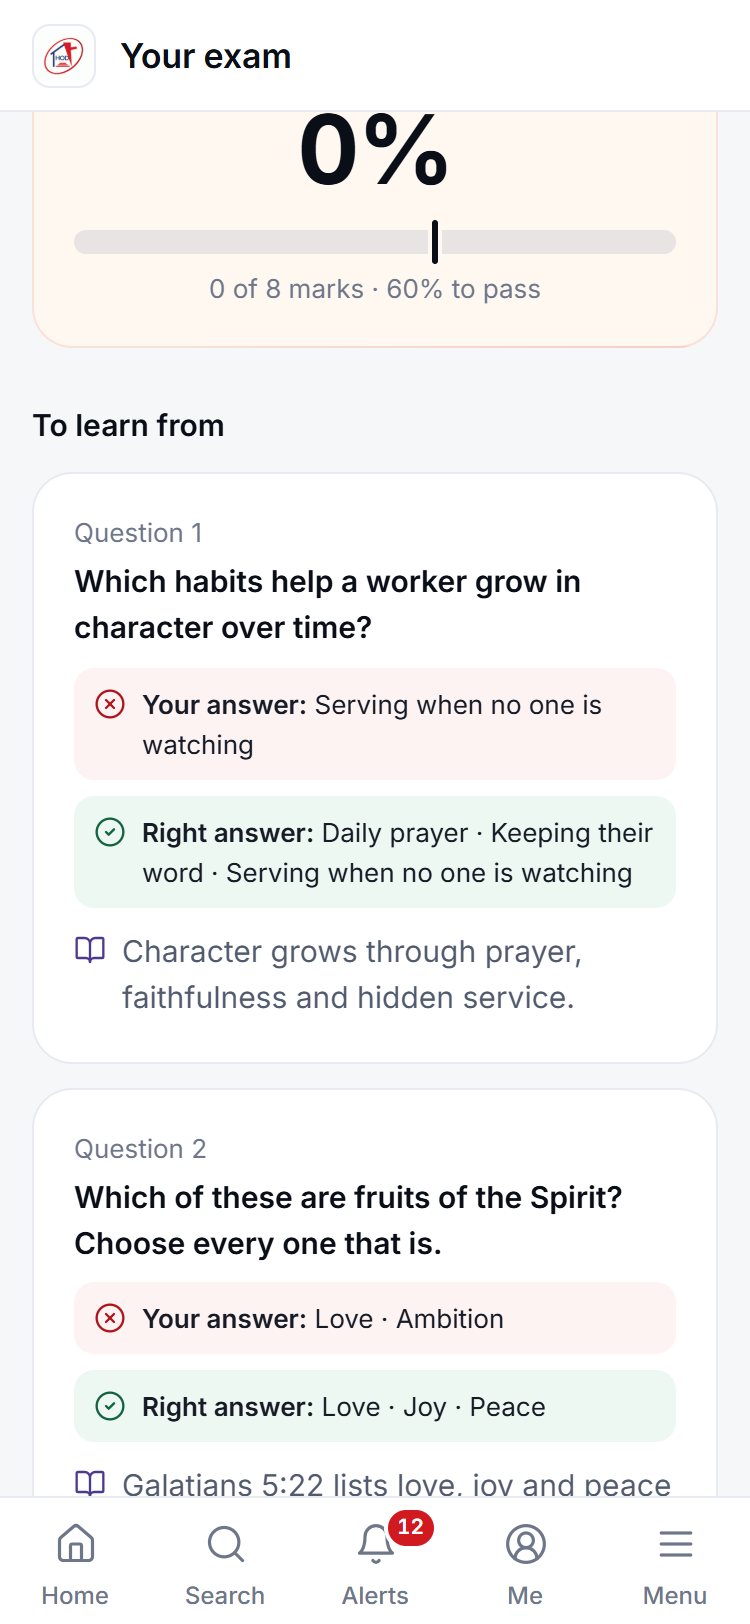 HOD
Your exam
0%
0 of 8 marks · 60% to pass
To learn from
Question 1
Which habits help a worker grow in
character over time?
Your answer: Serving when no one is
watching
Right answer: Daily prayer · Keeping their
word · Serving when no one is watching
Character grows through prayer,
faithfulness and hidden service.
Question 2
Which of these are fruits of the Spirit?
Choose every one that is.
Your answer: Love · Ambition
Right answer: Love · Joy · Peace
Galatians 5:22 lists love, joy and peace
12
Home Search Alerts Me Menu